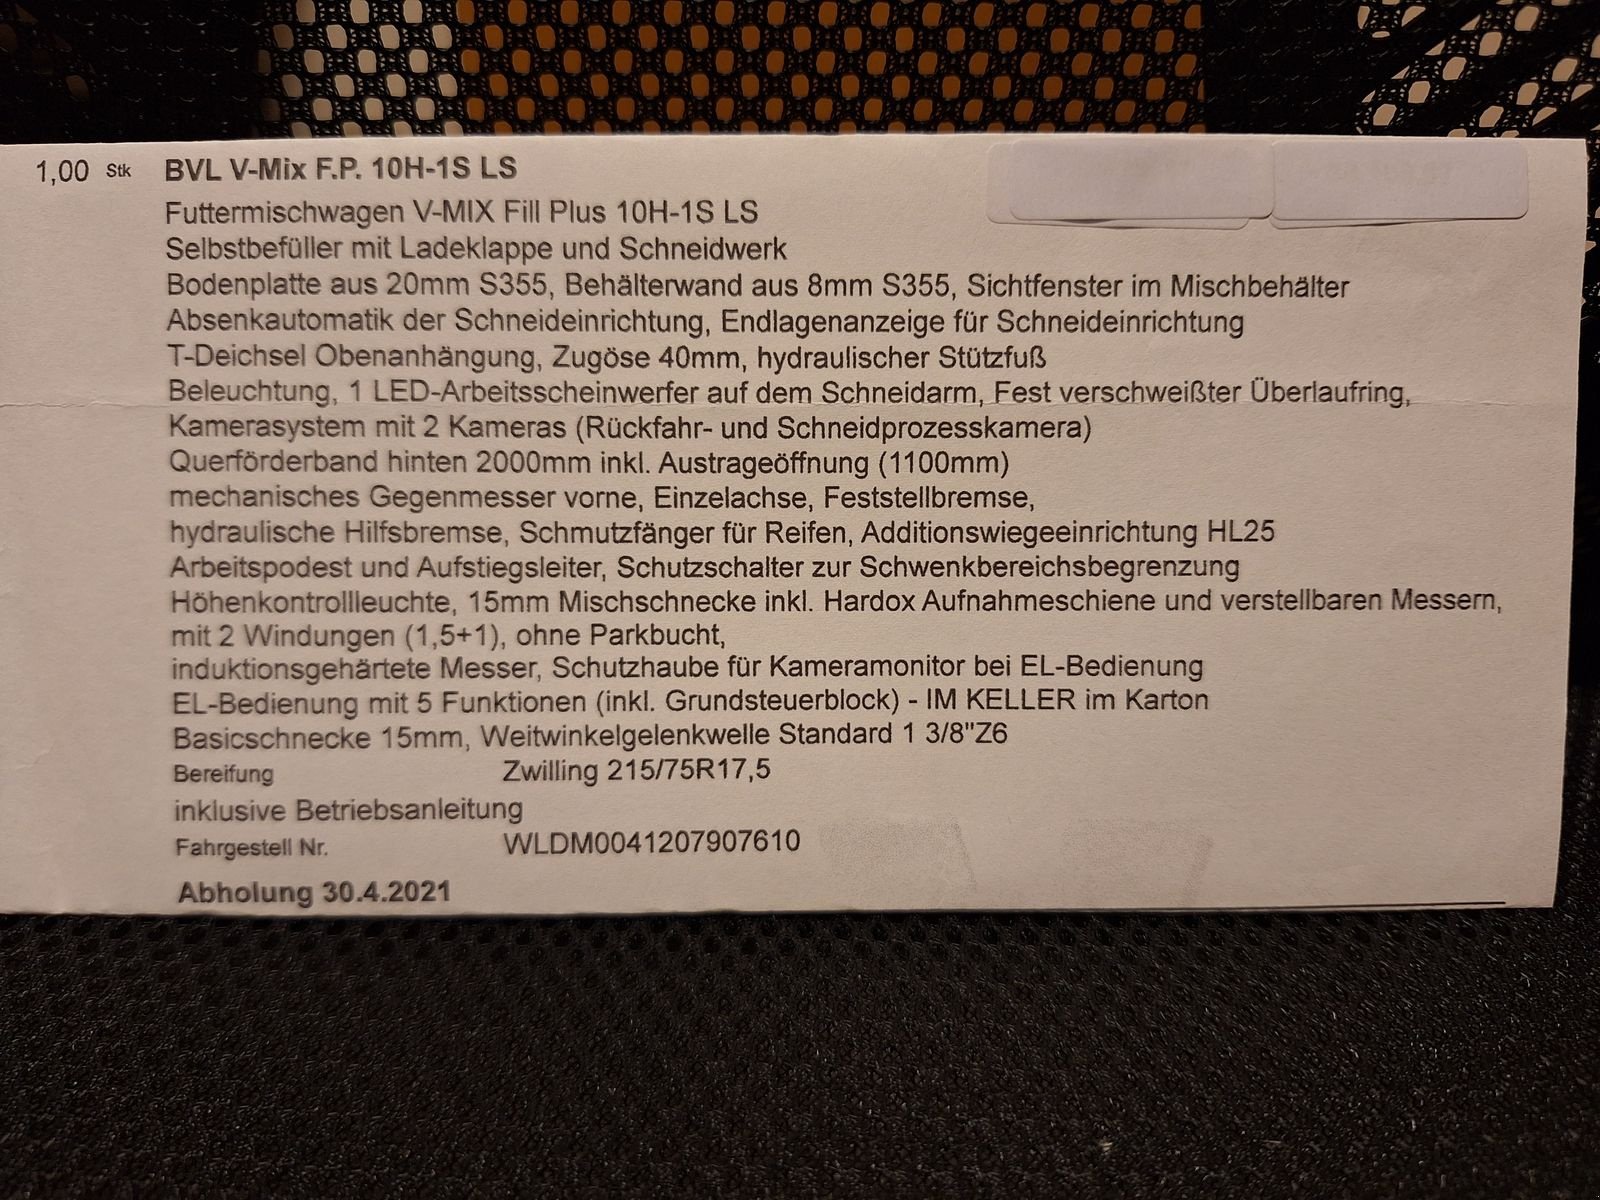 1,00 Stk BVL V-Mix F.P. 10H-1S LS
Futtermischwagen V-MIX Fill Plus 10H-1S LS
Selbstbefüller mit Ladeklappe und Schneidwerk
Bodenplatte aus 20mm S355, Behälterwand aus 8mm S355, Sichtfenster im Mischbehälter
Absenkautomatik der Schneideinrichtung, Endlagenanzeige für Schneideinrichtung
T-Deichsel Obenanhängung, Zugöse 40mm, hydraulischer Stützfuß
Beleuchtung, 1 LED-Arbeitsscheinwerfer auf dem Schneidarm, Fest verschweißter Überlaufring,
Kamerasystem mit 2 Kameras (Rückfahr- und Schneidprozesskamera)
Querförderband hinten 2000mm inkl. Austrageöffnung (1100mm)
mechanisches Gegenmesser vorne, Einzelachse, Feststellbremse,
hydraulische Hilfsbremse, Schmutzfänger für Reifen, Additionswiegeeinrichtung HL25
Arbeitspodest und Aufstiegsleiter, Schutzschalter zur Schwenkbereichsbegrenzung
Höhenkontrollleuchte, 15mm Mischschnecke inkl. Hardox Aufnahmeschiene und verstellbaren Messern,
mit 2 Windungen (1,5+1), ohne Parkbucht,
induktionsgehärtete Messer, Schutzhaube für Kameramonitor bei EL-Bedienung
EL-Bedienung mit 5 Funktionen (inkl. Grundsteuerblock) - IM KELLER im Karton
Basicschnecke 15mm, Weitwinkelgelenkwelle Standard 1 3/8"Z6
Bereifung Zwilling 215/75R17,5
inklusive Betriebsanleitung
Fahrgestell Nr. WLDM0041207907610
Abholung 30.4.2021